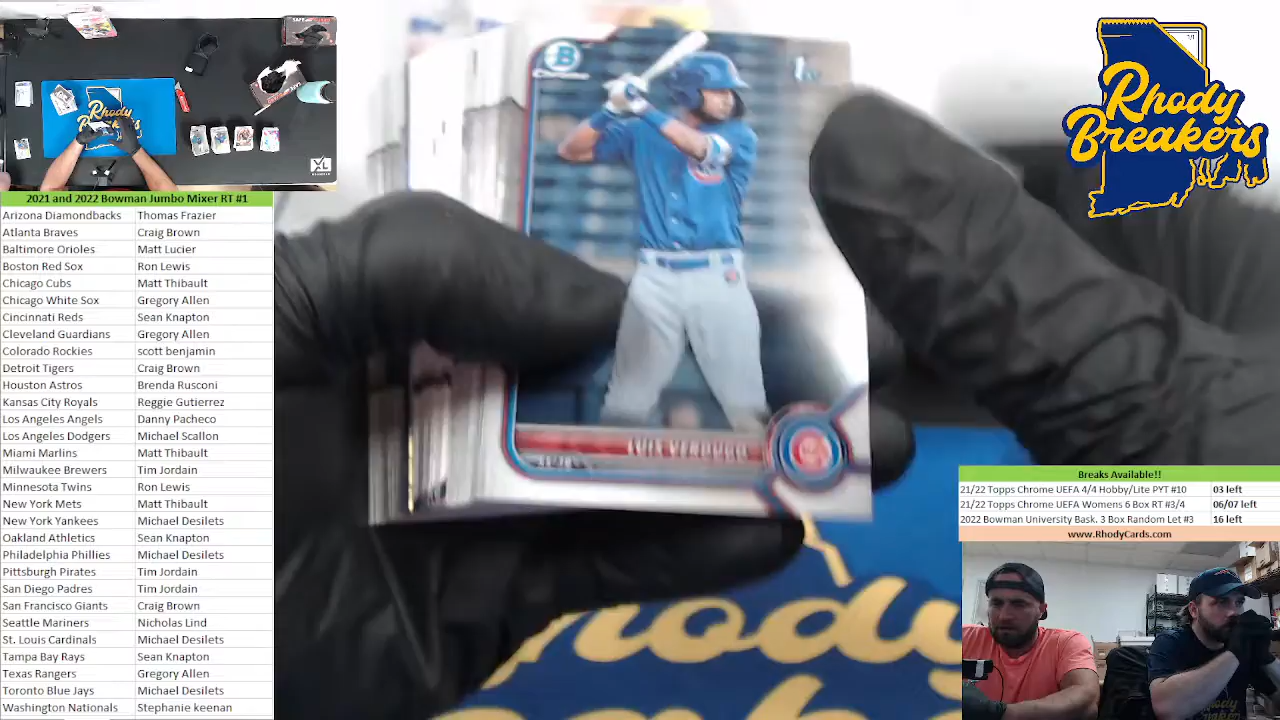 2021 and 2022 Bowman Jumbo Mixer RT #1
Arizona Diamondbacks Thomas Frazier
Atlanta Braves Craig Brown
Baltimore Orioles Matt Lucier
Boston Red Sox Ron Lewis
Chicago Cubs Matt Thibault
Chicago White Sox Gregory Allen
Cincinnati Reds Sean Knapton
Cleveland Guardians Gregory Allen
Colorado Rockies scott benjamin
Detroit Tigers Craig Brown
Houston Astros Brenda Rusconi
Kansas City Royals Reggie Gutierrez
Los Angeles Angels Danny Pacheco
Los Angeles Dodgers Michael Scallon
Miami Marlins Matt Thibault
Milwaukee Brewers Tim Jordain
Minnesota Twins Ron Lewis
New York Mets Matt Thibault
New York Yankees Michael Desilets
Oakland Athletics Sean Knapton
Philadelphia Phillies Michael Desilets
Pittsburgh Pirates Tim Jordain
San Diego Padres Tim Jordain
San Francisco Giants Craig Brown
Seattle Mariners Nicholas Lind
St. Louis Cardinals Michael Desilets
Tampa Bay Rays Sean Knapton
Texas Rangers Gregory Allen
Toronto Blue Jays Michael Desilets
Washington Nationals Stephanie keenan
B
Chrome
1st
LUIS VERDUGO
Rhody
Rhody
Breakers
Rhody
Breakers
1/1
Breaks Available!!
21/22 Topps Chrome UEFA 4/4 Hobby/Lite PYT #10 03 left
21/22 Topps Chrome UEFA Womens 6 Box RT #3/4 06/07 left
2022 Bowman University Bask. 3 Box Random Let #3 16 left
www.RhodyCards.com